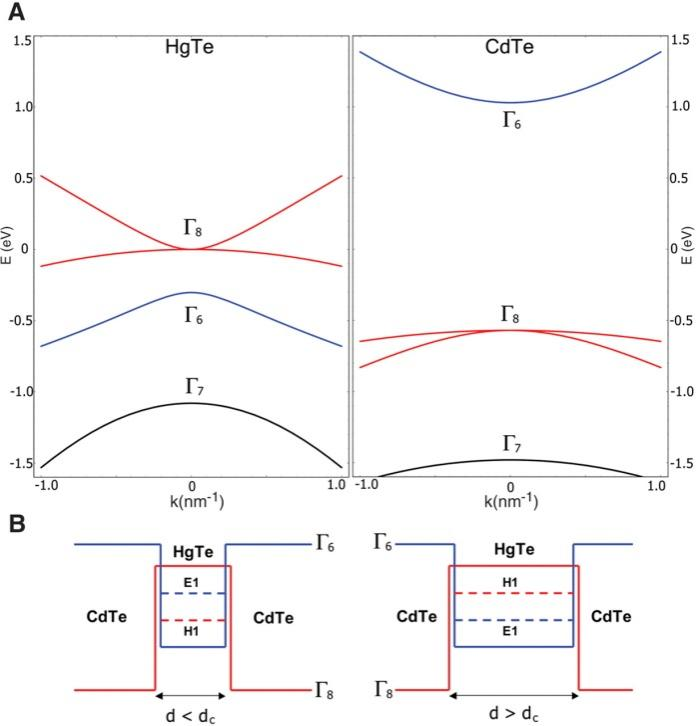 A
HgTe
CdTe
1.5
1.0
0.5
0
-0.5
-1.0
-1.5
E (eV)
Γ8
Γ6
Γ7
-1.0
0
1.0
k(nm⁻¹)
Γ6
Γ8
Γ7
1.5
1.0
0.5
0
-0.5
-1.0
-1.5
E (eV)
-1.0
0
1.0
k(nm⁻¹)
B
HgTe
Γ6
E1
CdTe
H1
CdTe
Γ8
d < dc
Γ6
HgTe
H1
CdTe
E1
CdTe
Γ8
d > dc